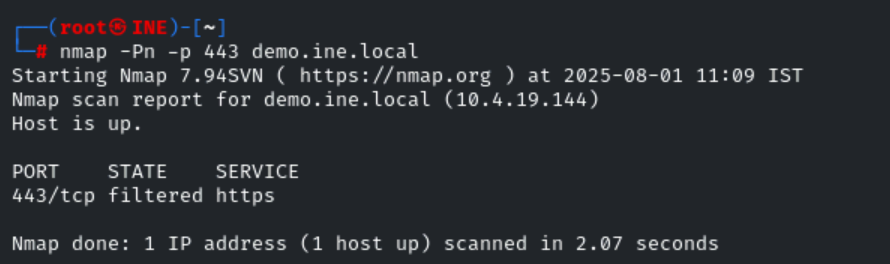 ┌──(root㉿INE)-[~]
└─# nmap -Pn -p 443 demo.ine.local
Starting Nmap 7.94SVN ( https://nmap.org ) at 2025-08-01 11:09 IST
Nmap scan report for demo.ine.local (10.4.19.144)
Host is up.
PORT    STATE    SERVICE
443/tcp filtered https
Nmap done: 1 IP address (1 host up) scanned in 2.07 seconds